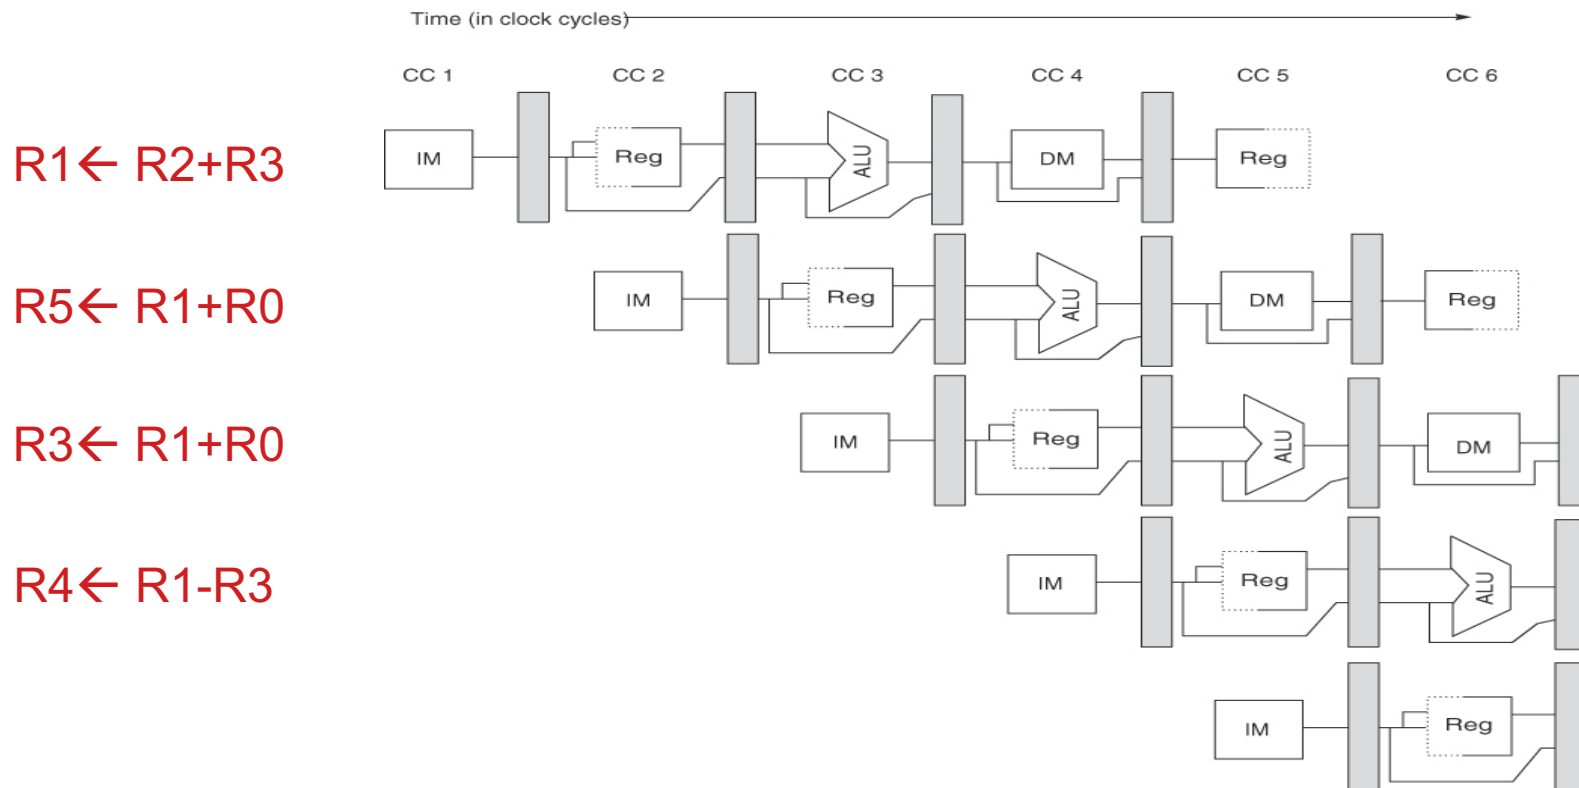 Time (in clock cycles)
CC 1 CC 2 CC 3 CC 4 CC 5 CC 6
R1← R2+R3 IM Reg ALU DM Reg
R5← R1+R0 IM Reg ALU DM Reg
R3← R1+R0 IM Reg ALU DM
R4← R1-R3 IM Reg ALU
IM Reg